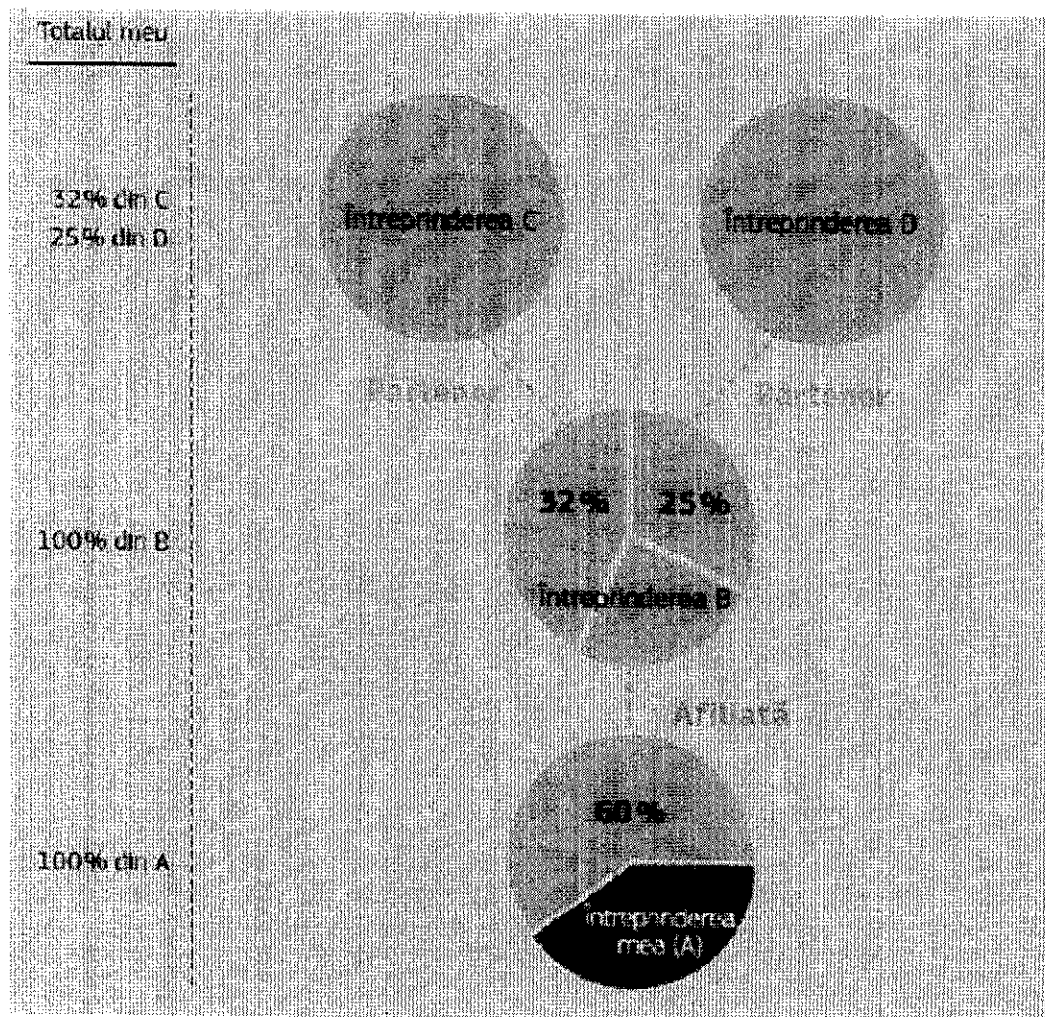 Totalul meu
32% din C
25% din D
Întreprinderea C
Întreprinderea D
Partener
Partener
32%
25%
100% din B
Întreprinderea B
Afiliată
60%
100% din A
Întreprinderea
mea (A)